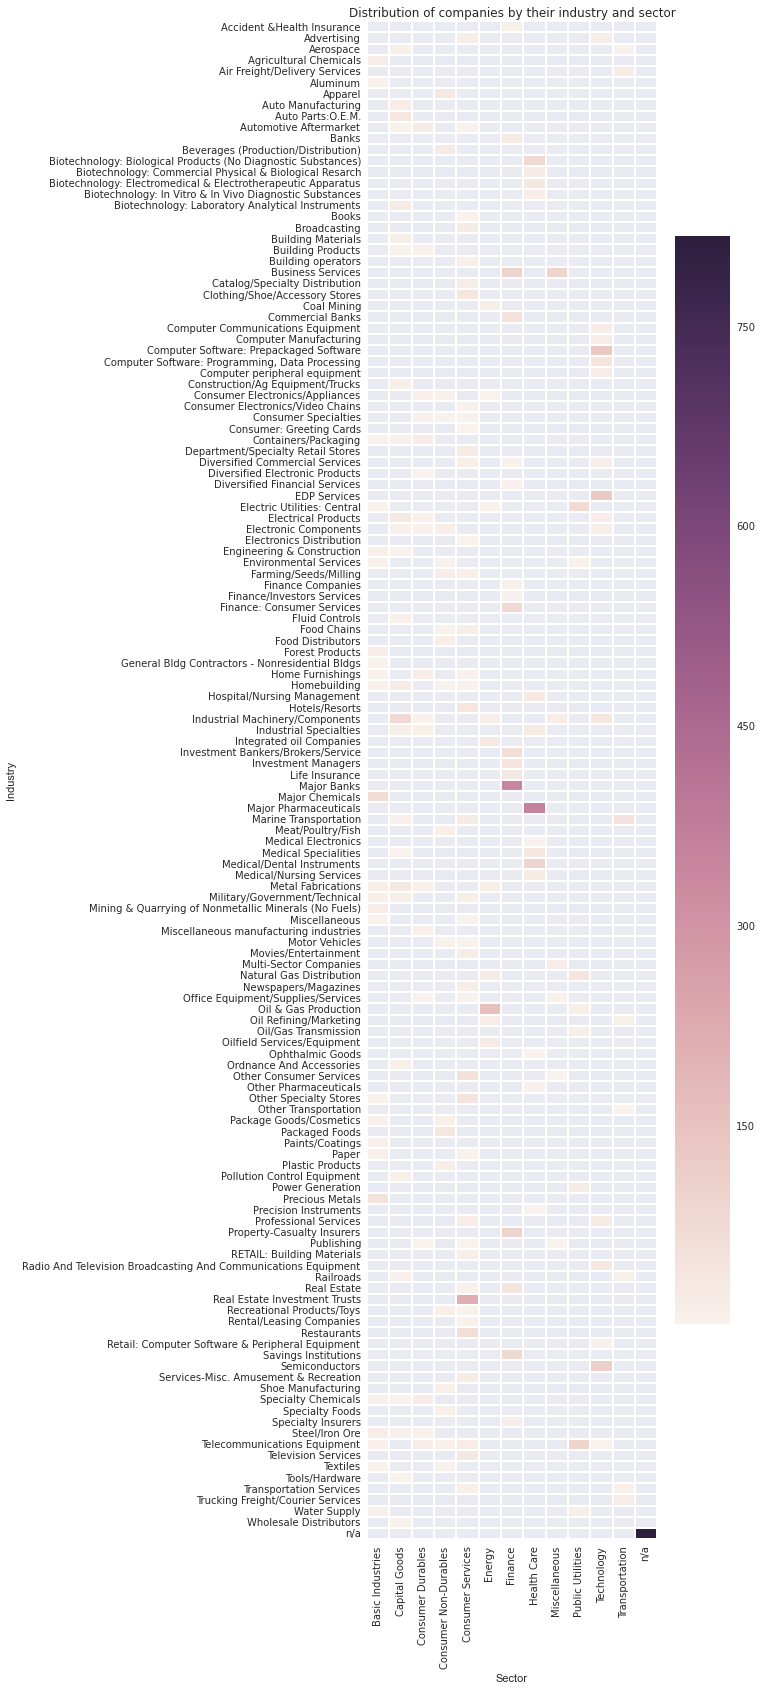 Distribution of companies by their industry and sector
Accident &Health Insurance
Advertising
Aerospace
Agricultural Chemicals
Air Freight/Delivery Services
Aluminum
Apparel
Auto Manufacturing
Auto Parts:O.E.M.
Automotive Aftermarket
Banks
Beverages (Production/Distribution)
Biotechnology: Biological Products (No Diagnostic Substances)
Biotechnology: Commercial Physical & Biological Resarch
Biotechnology: Electromedical & Electrotherapeutic Apparatus
Biotechnology: In Vitro & In Vivo Diagnostic Substances
Biotechnology: Laboratory Analytical Instruments
Books
Broadcasting
Building Materials
Building Products
Building operators
Business Services
Catalog/Specialty Distribution
Clothing/Shoe/Accessory Stores
Coal Mining
Commercial Banks
Computer Communications Equipment
Computer Manufacturing
Computer Software: Prepackaged Software
Computer Software: Programming, Data Processing
Computer peripheral equipment
Construction/Ag Equipment/Trucks
Consumer Electronics/Appliances
Consumer Electronics/Video Chains
Consumer Specialties
Consumer: Greeting Cards
Containers/Packaging
Department/Specialty Retail Stores
Diversified Commercial Services
Diversified Electronic Products
Diversified Financial Services
EDP Services
Electric Utilities: Central
Electrical Products
Electronic Components
Electronics Distribution
Engineering & Construction
Environmental Services
Farming/Seeds/Milling
Finance Companies
Finance/Investors Services
Finance: Consumer Services
Fluid Controls
Food Chains
Food Distributors
Forest Products
General Bldg Contractors - Nonresidential Bldgs
Home Furnishings
Homebuilding
Hospital/Nursing Management
Hotels/Resorts
Industrial Machinery/Components
Industrial Specialties
Integrated oil Companies
Investment Bankers/Brokers/Service
Investment Managers
Life Insurance
Major Banks
Major Chemicals
Major Pharmaceuticals
Marine Transportation
Meat/Poultry/Fish
Medical Electronics
Medical Specialities
Medical/Dental Instruments
Medical/Nursing Services
Metal Fabrications
Military/Government/Technical
Mining & Quarrying of Nonmetallic Minerals (No Fuels)
Miscellaneous
Miscellaneous manufacturing industries
Motor Vehicles
Movies/Entertainment
Multi-Sector Companies
Natural Gas Distribution
Newspapers/Magazines
Office Equipment/Supplies/Services
Oil & Gas Production
Oil Refining/Marketing
Oil/Gas Transmission
Oilfield Services/Equipment
Ophthalmic Goods
Ordnance And Accessories
Other Consumer Services
Other Pharmaceuticals
Other Specialty Stores
Other Transportation
Package Goods/Cosmetics
Packaged Foods
Paints/Coatings
Paper
Plastic Products
Pollution Control Equipment
Power Generation
Precious Metals
Precision Instruments
Professional Services
Property-Casualty Insurers
Publishing
RETAIL: Building Materials
Radio And Television Broadcasting And Communications Equipment
Railroads
Real Estate
Real Estate Investment Trusts
Recreational Products/Toys
Rental/Leasing Companies
Restaurants
Retail: Computer Software & Peripheral Equipment
Savings Institutions
Semiconductors
Services-Misc. Amusement & Recreation
Shoe Manufacturing
Specialty Chemicals
Specialty Foods
Specialty Insurers
Steel/Iron Ore
Telecommunications Equipment
Television Services
Textiles
Tools/Hardware
Transportation Services
Trucking Freight/Courier Services
Water Supply
Wholesale Distributors
n/a
Industry
Basic Industries
Capital Goods
Consumer Durables
Consumer Non-Durables
Consumer Services
Energy
Finance
Health Care
Miscellaneous
Public Utilities
Technology
Transportation
n/a
Sector
750
600
450
300
150